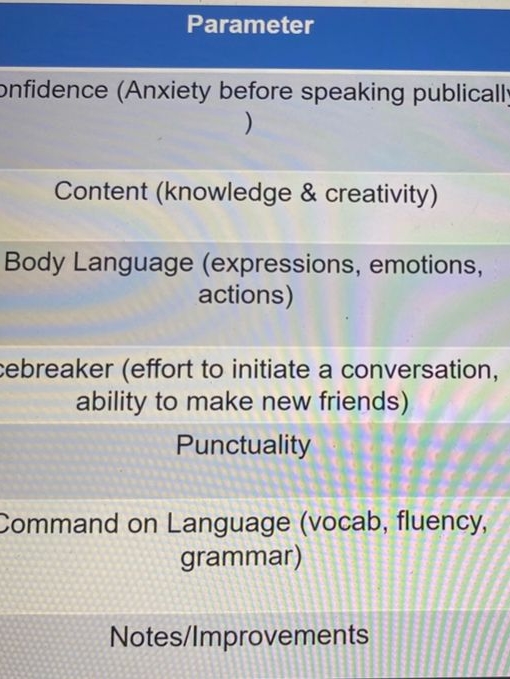 Parameter
onfidence (Anxiety before speaking publically
)
Content (knowledge & creativity)
Body Language (expressions, emotions,
actions)
cebreaker (effort to initiate a conversation,
ability to make new friends)
Punctuality
Command on Language (vocab, fluency,
grammar)
Notes/Improvements